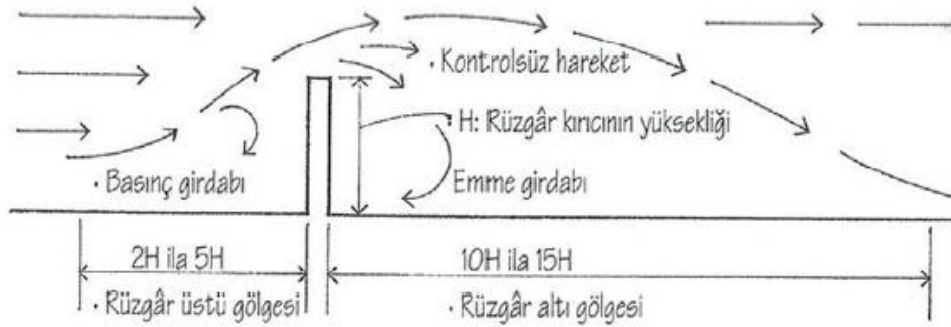 · Kontrolsüz hareket
· H: Rüzgâr kırıcının yüksekliği
· Basınç girdabı
Emme girdabı
2H ila 5H
10H ila 15H
· Rüzgâr üstü gölgesi
· Rüzgâr altı gölgesi